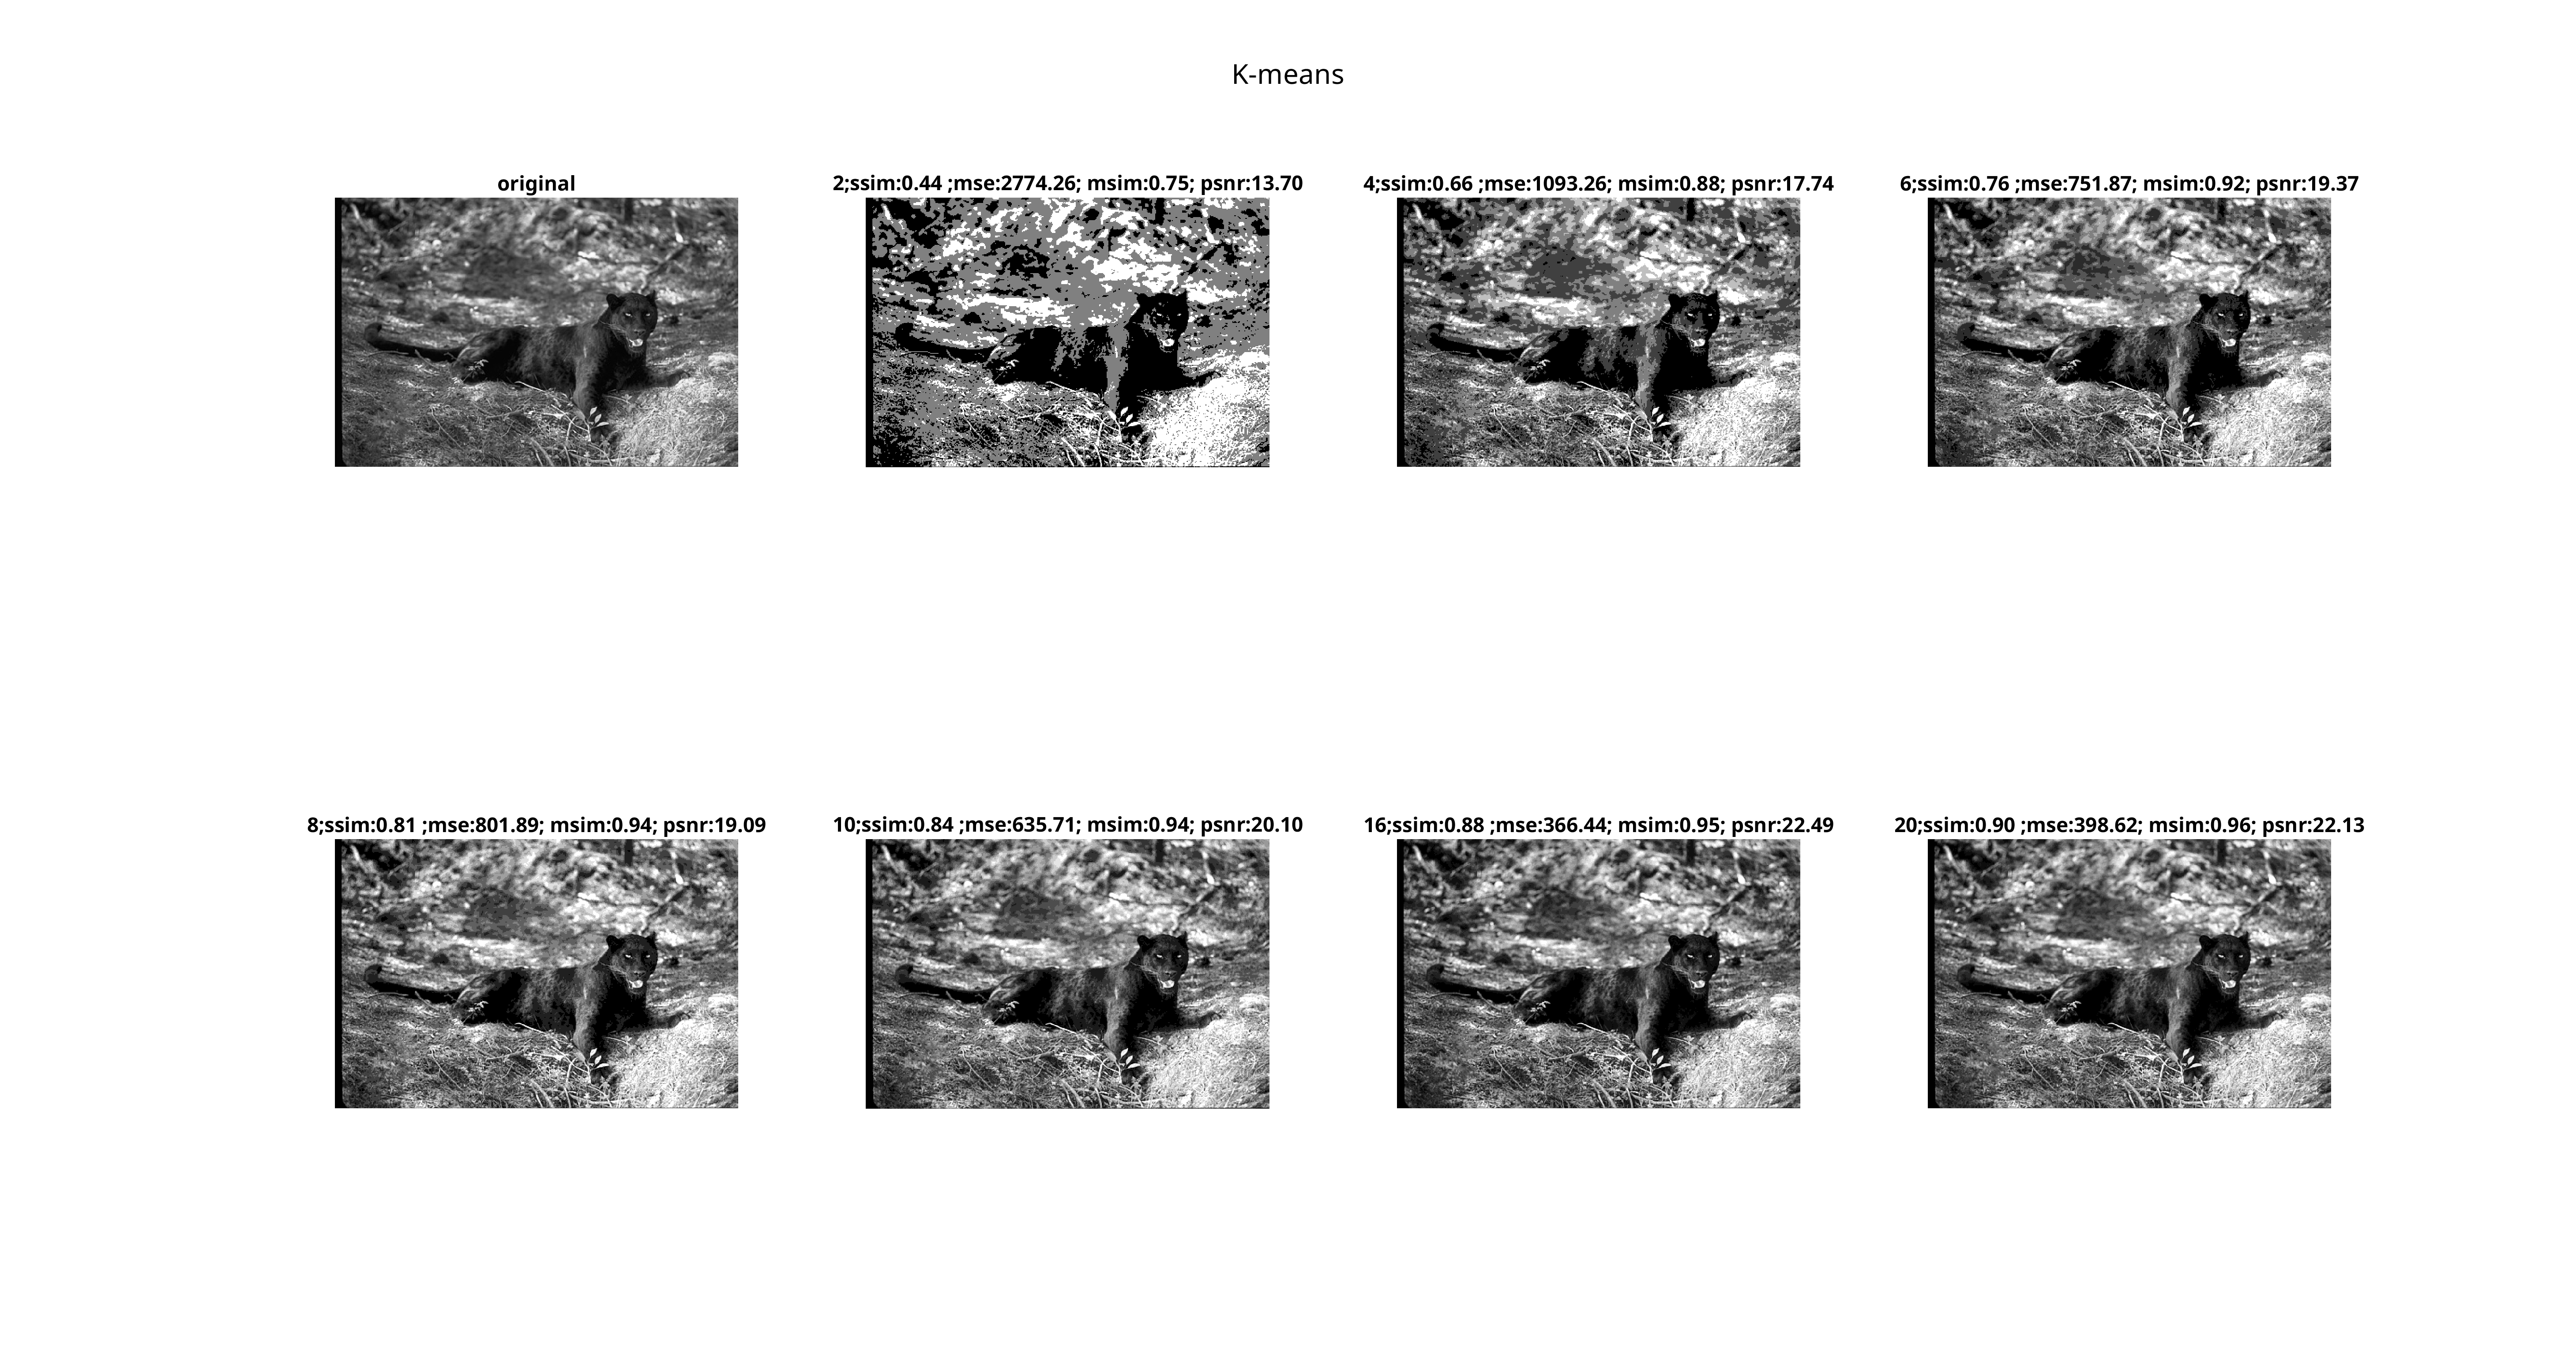 K-means
original
2;ssim:0.44 ;mse:2774.26; msim:0.75; psnr:13.70
4;ssim:0.66 ;mse:1093.26; msim:0.88; psnr:17.74
6;ssim:0.76 ;mse:751.87; msim:0.92; psnr:19.37
8;ssim:0.81 ;mse:801.89; msim:0.94; psnr:19.09
10;ssim:0.84 ;mse:635.71; msim:0.94; psnr:20.10
16;ssim:0.88 ;mse:366.44; msim:0.95; psnr:22.49
20;ssim:0.90 ;mse:398.62; msim:0.96; psnr:22.13